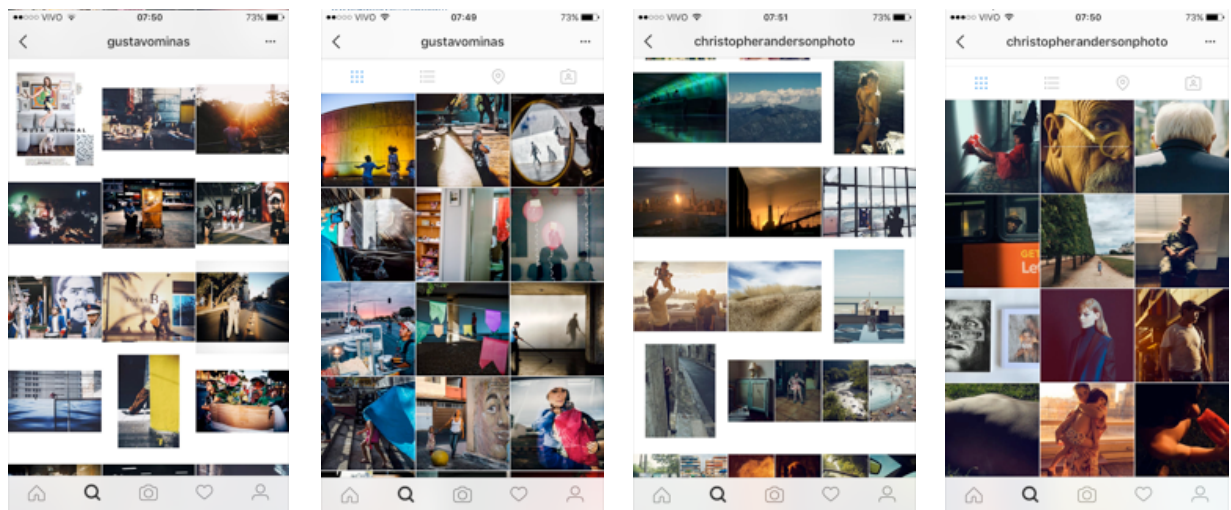 VIVO 07:50 73%
gustavominas
VIVO 07:49 73%
gustavominas
VIVO 07:51 73%
christopherandersonphoto
VIVO 07:50 73%
christopherandersonphoto
MINIMAL
R
GET
Le